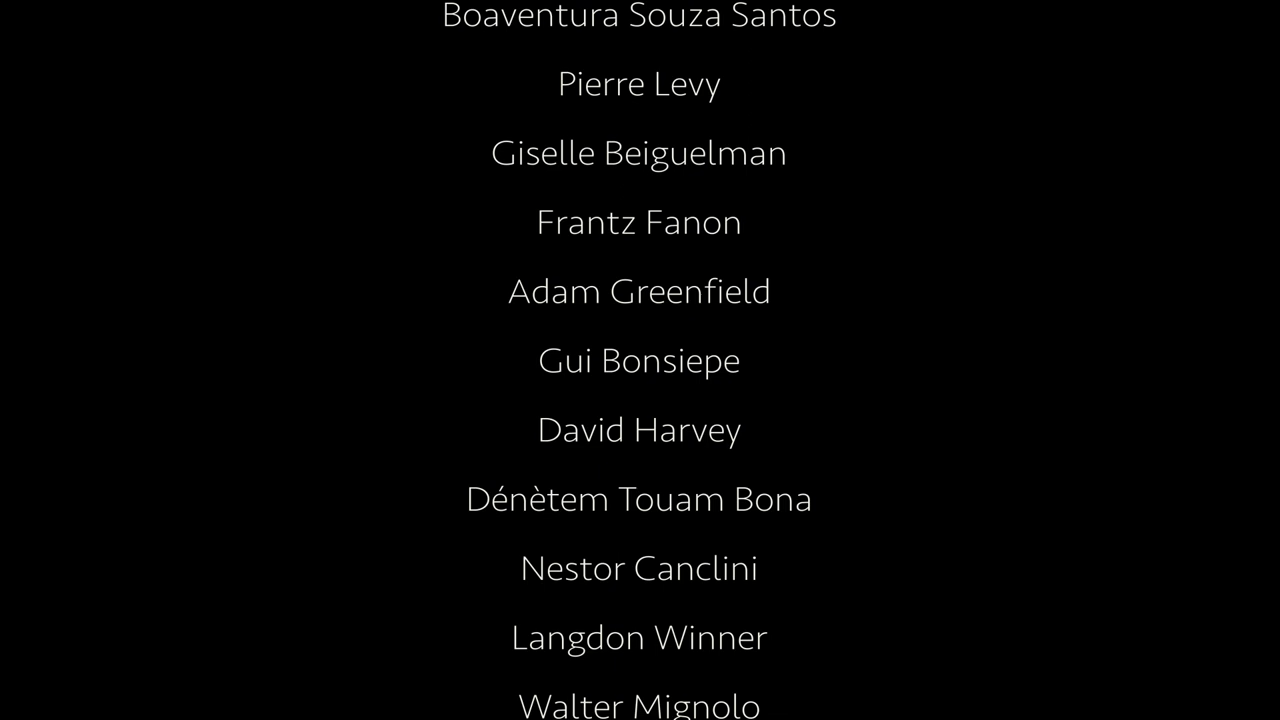 Boaventura Souza Santos
Pierre Levy
Giselle Beiguelman
Frantz Fanon
Adam Greenfield
Gui Bonsiepe
David Harvey
Dénètem Touam Bona
Nestor Canclini
Langdon Winner
Walter Mignolo